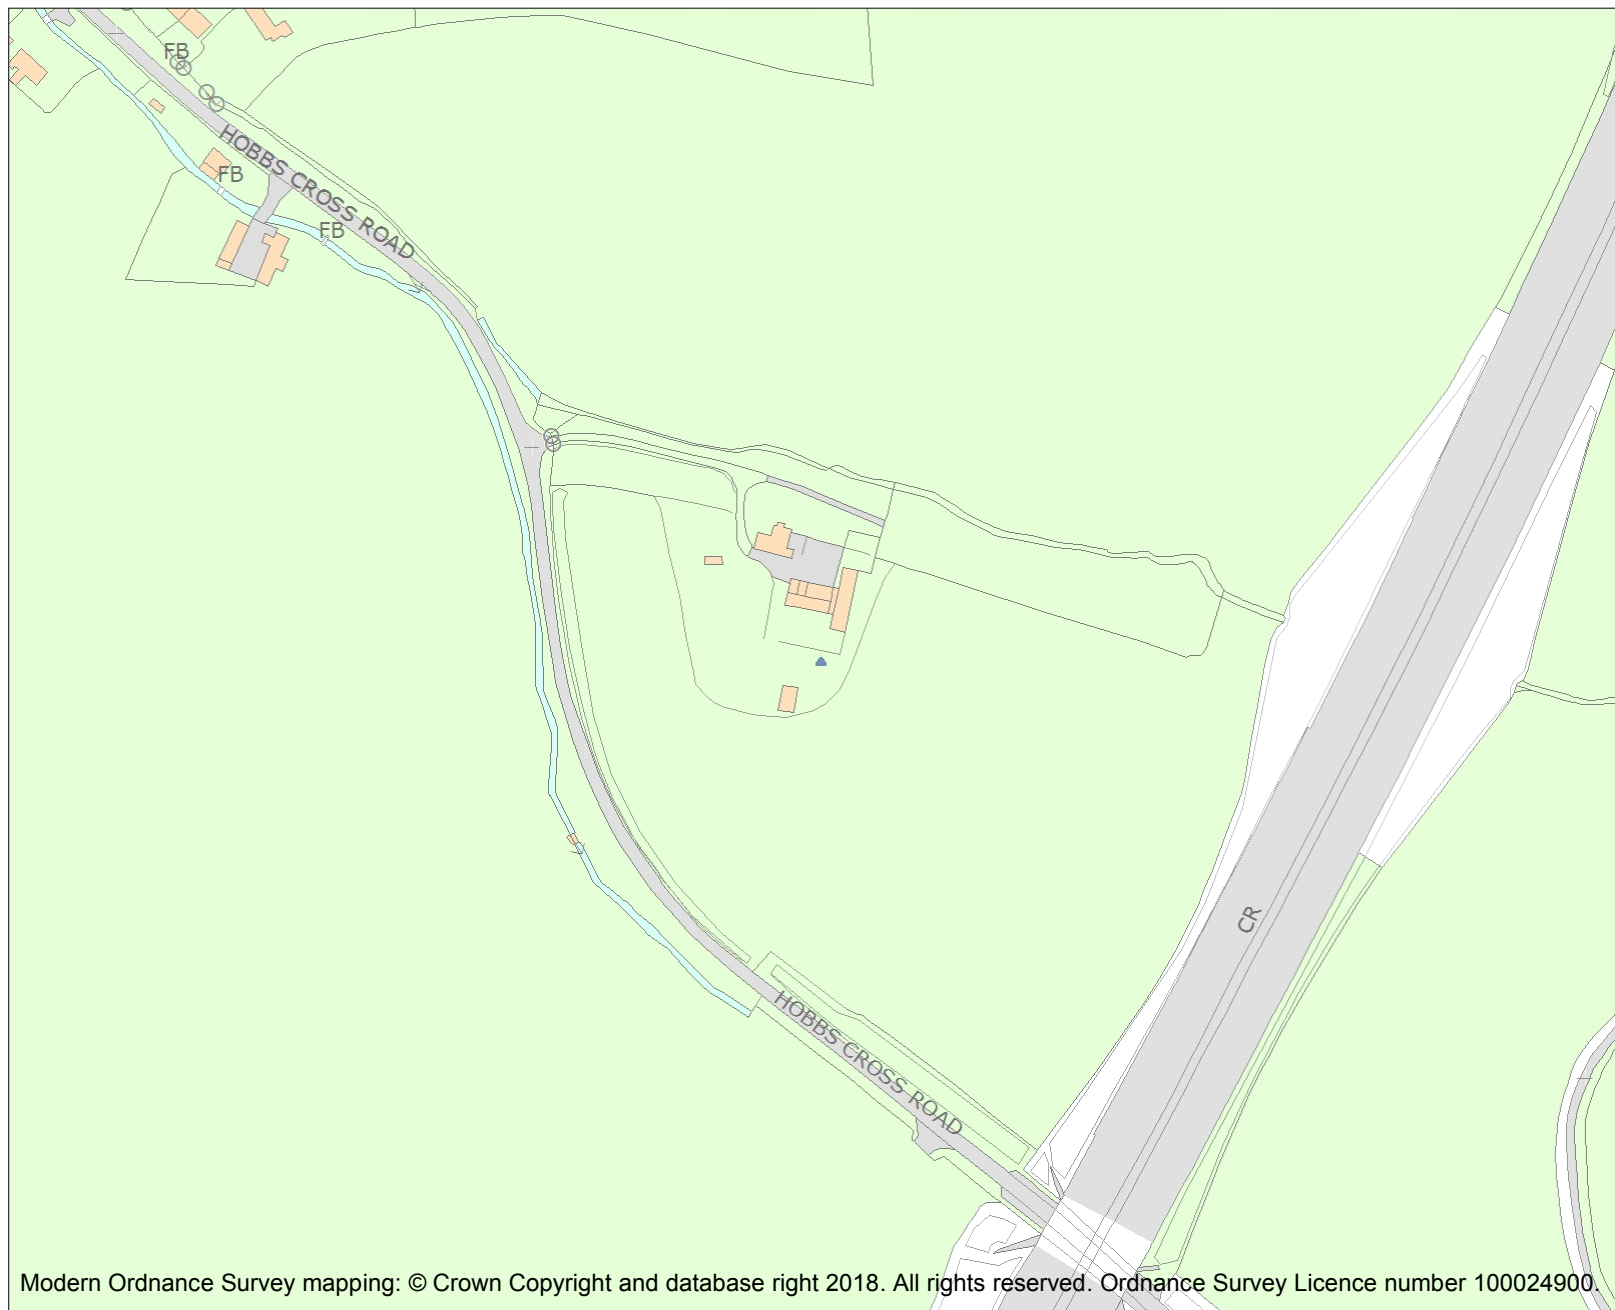 FB
HOBBS CROSS ROAD
FB
FB
CR
HOBBS CROSS ROAD
Modern Ordnance Survey mapping: © Crown Copyright and database right 2018. All rights reserved. Ordnance Survey Licence number 100024900.